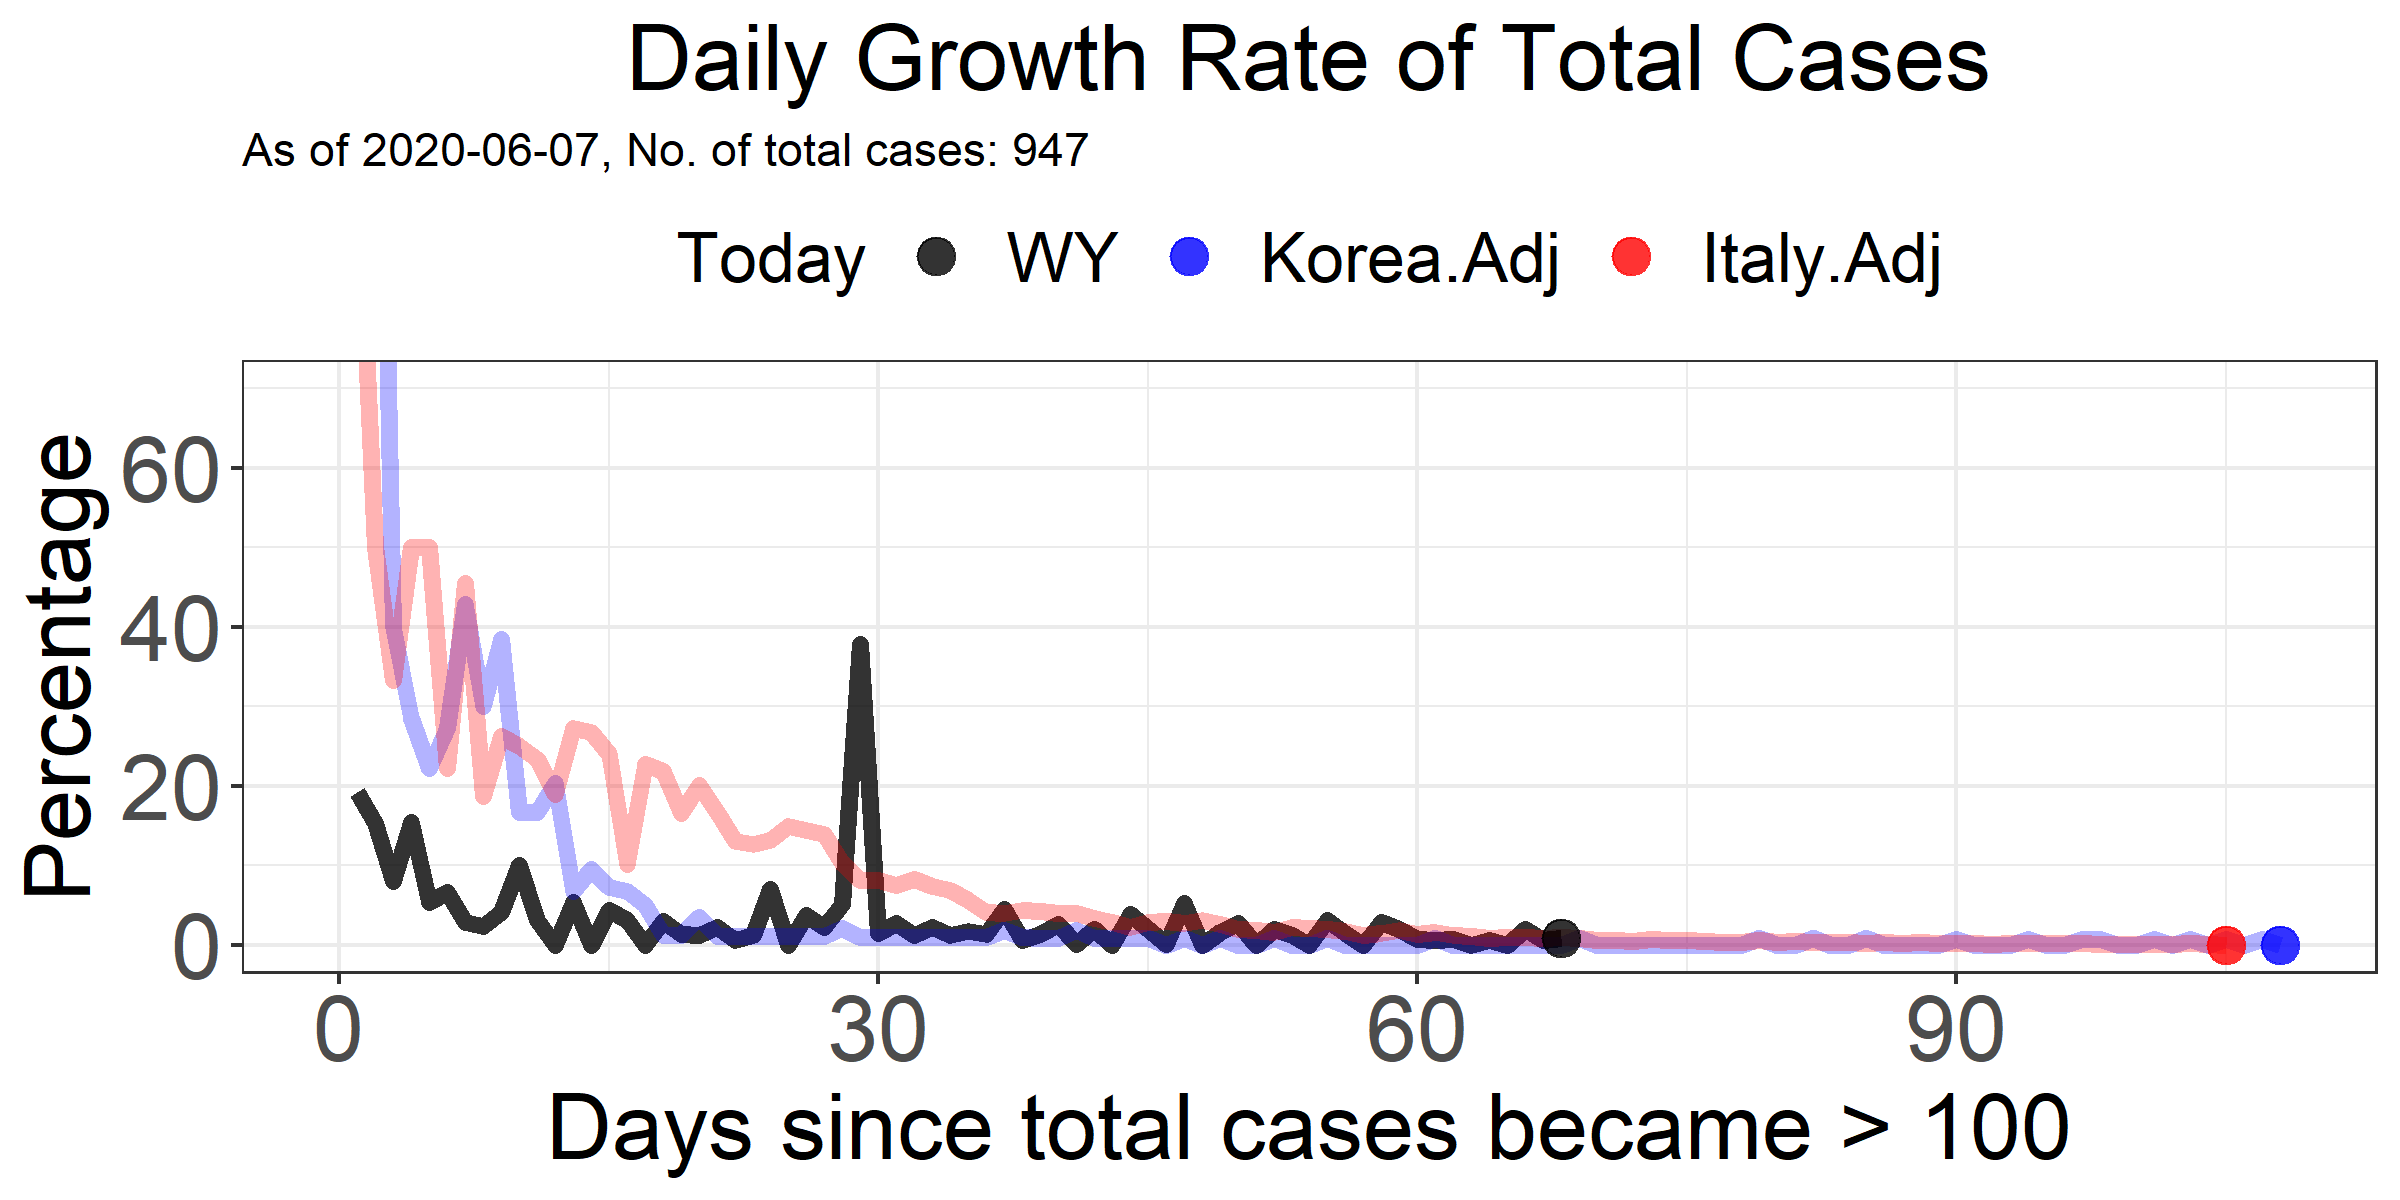 Daily Growth Rate of Total Cases
As of 2020-06-07, No. of total cases: 947
Today WY Korea.Adj Italy.Adj
Percentage
60
40
20
0
0 30 60 90
Days since total cases became > 100